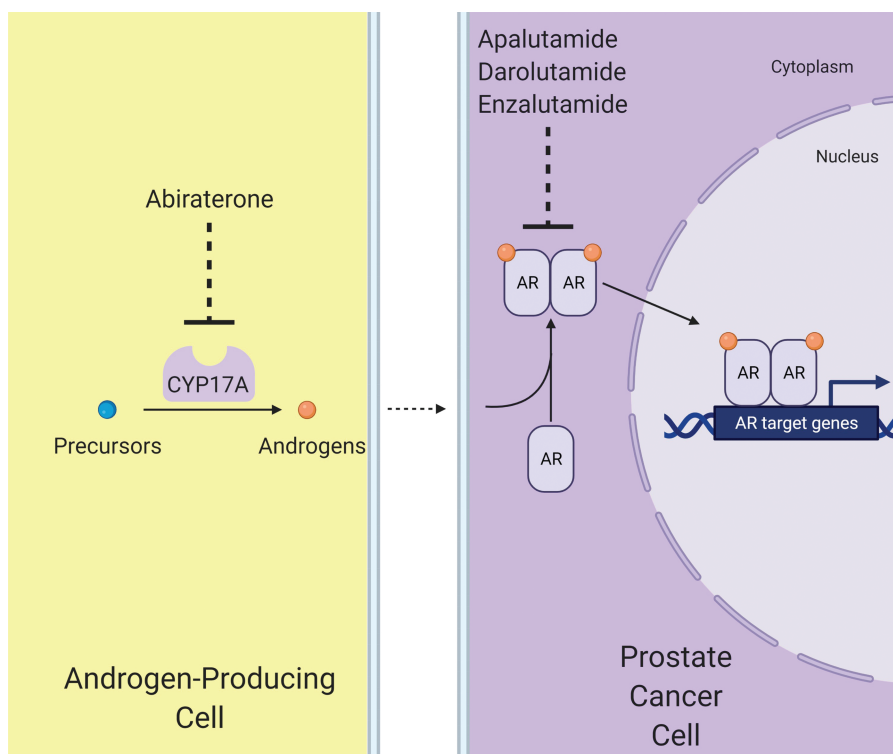 Abiraterone
CYP17A
Precursors
Androgens
Androgen-Producing
Cell
Apalutamide
Darolutamide
Enzalutamide
Cytoplasm
Nucleus
AR
AR
AR
AR
AR
AR target genes
Prostate
Cancer
Cell